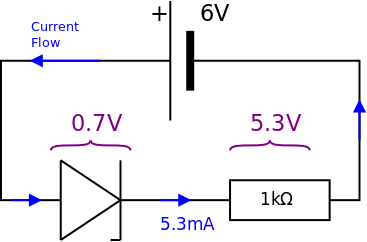 + 6V
Current
Flow
0.7V 5.3V
1kΩ
5.3mA